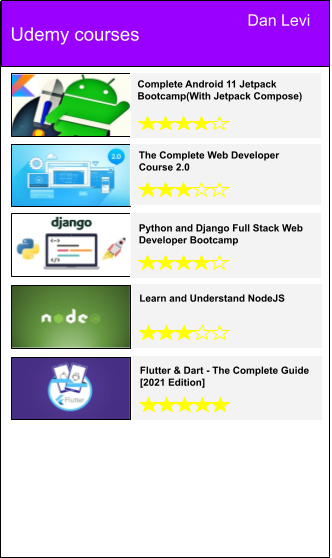 Dan Levi
Udemy courses
Complete Android 11 Jetpack
Bootcamp(With Jetpack Compose)
2.0
The Complete Web Developer
Course 2.0
django
Python and Django Full Stack Web
Developer Bootcamp
node
Learn and Understand NodeJS
Flutter
Flutter & Dart - The Complete Guide
[2021 Edition]